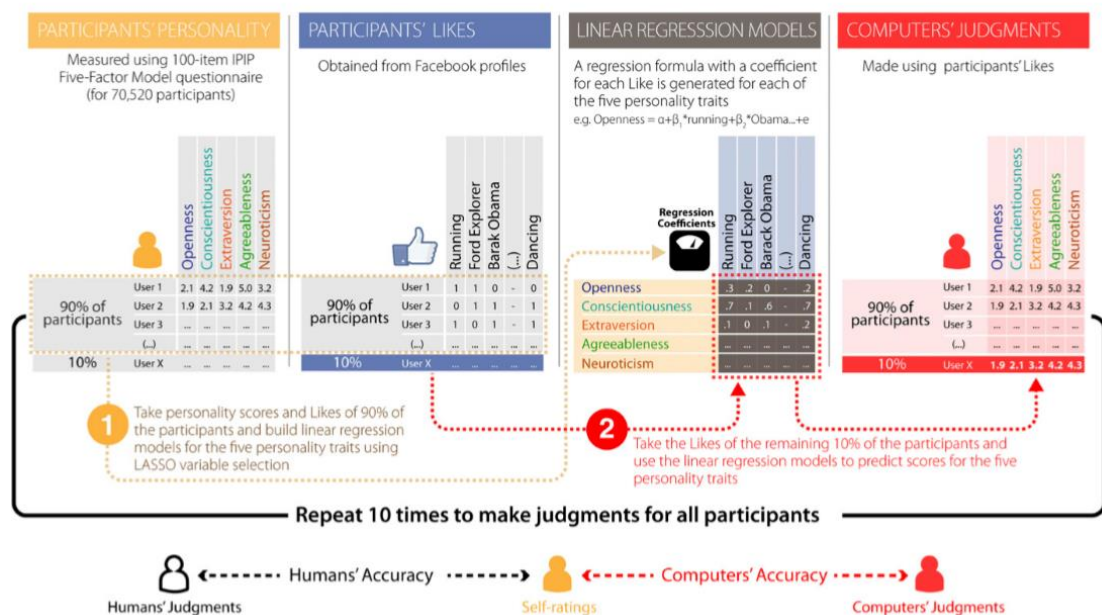 PARTICIPANTS' PERSONALITY
Measured using 100-item IPIP
Five-Factor Model questionnaire
(for 70,520 participants)
Openness
Conscientiousness
Extraversion
Agreeableness
Neuroticism
90% of
participants
User 1 2.1 4.2 1.9 5.0 3.2
User 2 1.9 2.1 3.2 4.2 4.3
User 3 ... ... ... ... ...
(...) ... ... ... ... ...
10% User X ... ... ... ... ...
PARTICIPANTS' LIKES
Obtained from Facebook profiles
Running
Ford Explorer
Barak Obama
(...)
Dancing
90% of
participants
User 1 1 1 0 - 0
User 2 0 1 1 - 1
User 3 1 0 1 - 1
(...) ... ... ... ... ...
10% User X ... ... ... ... ...
LINEAR REGRESSSION MODELS
A regression formula with a coefficient
for each Like is generated for each of
the five personality traits
e.g. Openness = α+β1*running+β2*Obama...+e
Regression
Coefficients
Running
Ford Explorer
Barack Obama
(...)
Dancing
Openness .3 .2 0 - .2
Conscientiousness .7 .1 .6 - .7
Extraversion .1 0 .1 - .2
Agreeableness ... ... ... ... ...
Neuroticism ... ... ... ... ...
COMPUTERS' JUDGMENTS
Made using participants' Likes
Openness
Conscientiousness
Extraversion
Agreeableness
Neuroticism
90% of
participants
User 1 2.1 4.2 1.9 5.0 3.2
User 2 1.9 2.1 3.2 4.2 4.3
User 3 ... ... ... ... ...
(...) ... ... ... ... ...
10% User X 1.9 2.1 3.2 4.2 4.3
1
Take personality scores and Likes of 90% of
the participants and build linear regression
models for the five personality traits using
LASSO variable selection
2
Take the Likes of the remaining 10% of the participants and
use the linear regression models to predict scores for the five
personality traits
Repeat 10 times to make judgments for all participants
Humans' Accuracy
Computers' Accuracy
Humans' Judgments
Self-ratings
Computers' Judgments